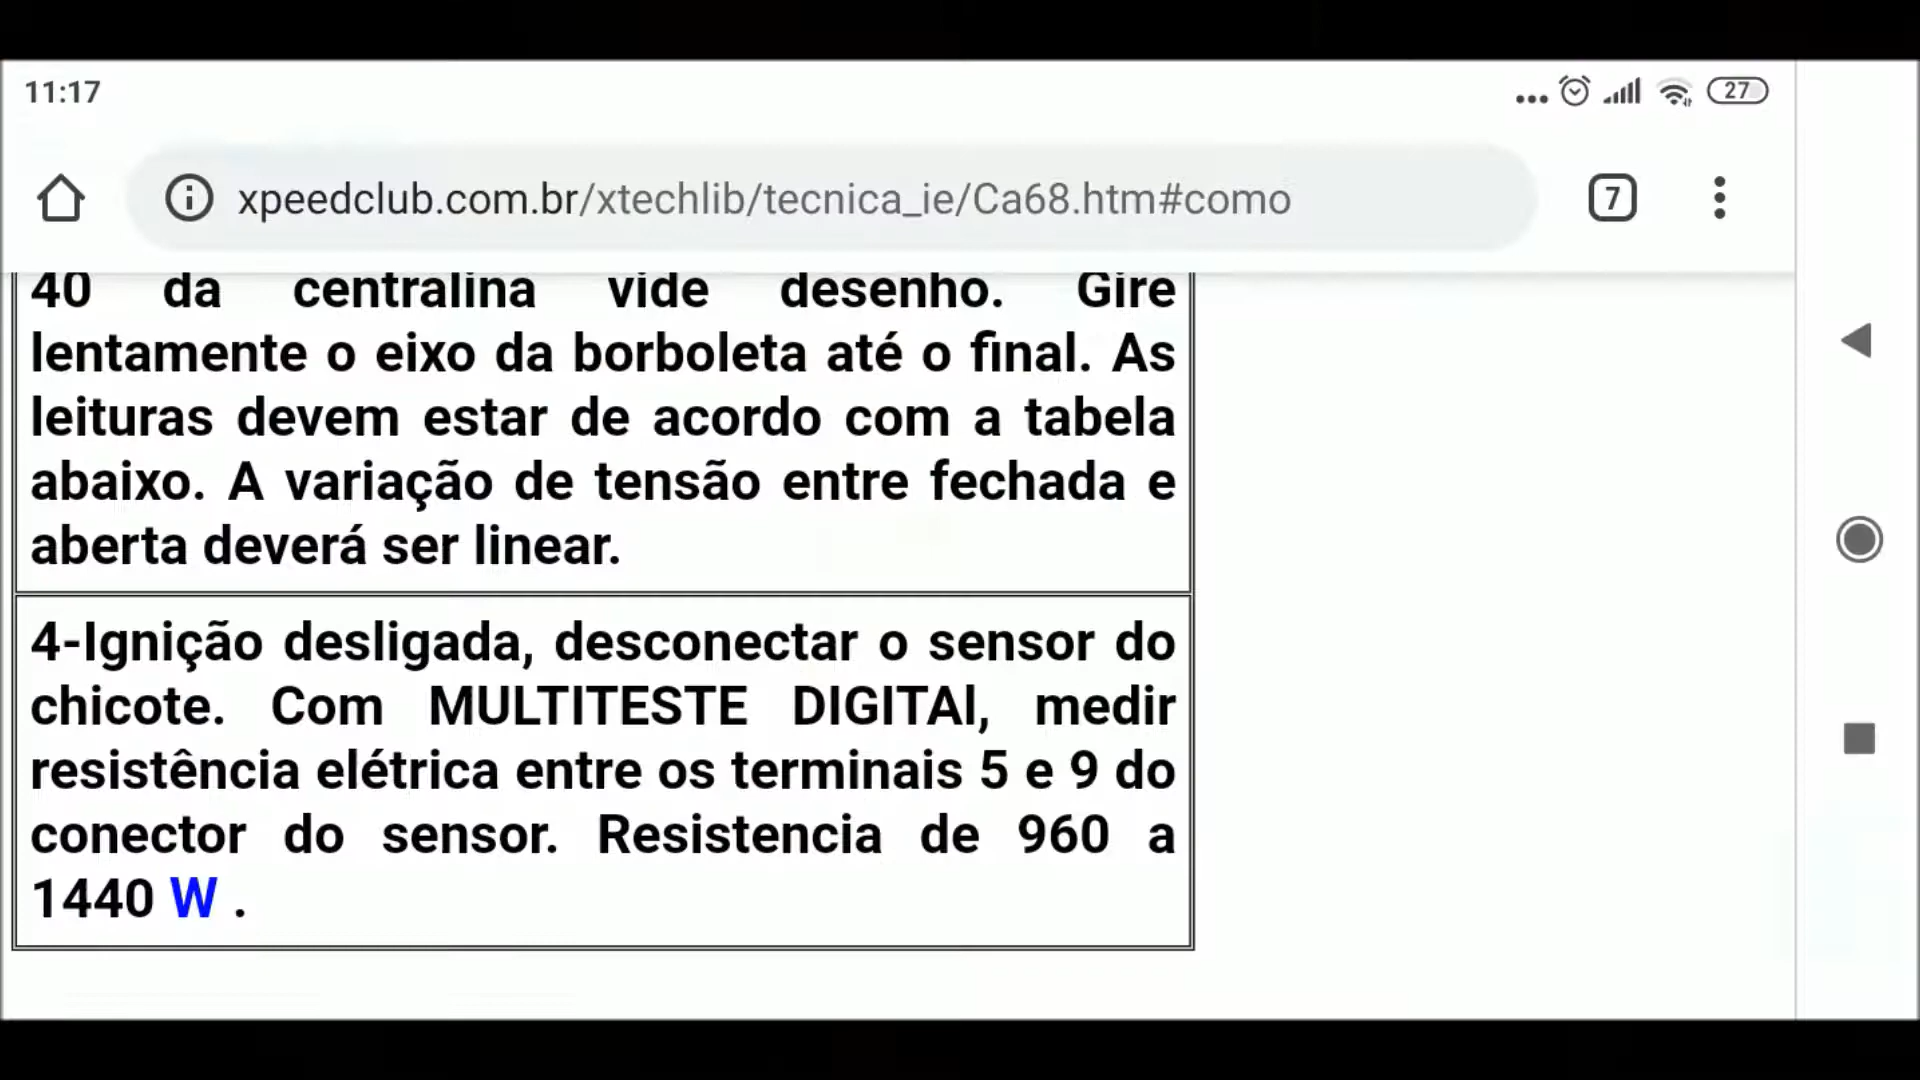 11:17
27
xpeedclub.com.br/xtechlib/tecnica_ie/Ca68.htm#como
7
40 da centralina vide desenho. Gire
lentamente o eixo da borboleta até o final. As
leituras devem estar de acordo com a tabela
abaixo. A variação de tensão entre fechada e
aberta deverá ser linear.
4-Ignição desligada, desconectar o sensor do
chicote. Com MULTITESTE DIGITAl, medir
resistência elétrica entre os terminais 5 e 9 do
conector do sensor. Resistencia de 960 a
1440 W .